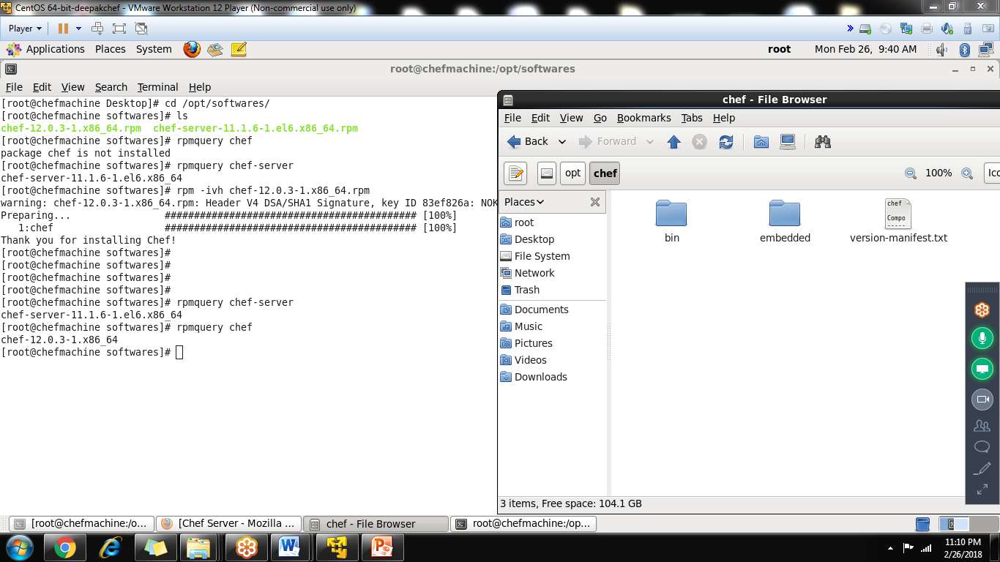 CentOS 64-bit-deepakchef - VMware Workstation 12 Player (Non-commercial use only)
Player
Applications Places System
root Mon Feb 26, 9:40 AM
root@chefmachine:/opt/softwares
File Edit View Search Terminal Help
[root@chefmachine Desktop]# cd /opt/softwares/
[root@chefmachine softwares]# ls
chef-12.0.3-1.x86_64.rpm chef-server-11.1.6-1.el6.x86_64.rpm
[root@chefmachine softwares]# rpmquery chef
package chef is not installed
[root@chefmachine softwares]# rpmquery chef-server
chef-server-11.1.6-1.el6.x86_64
[root@chefmachine softwares]# rpm -ivh chef-12.0.3-1.x86_64.rpm
warning: chef-12.0.3-1.x86_64.rpm: Header V4 DSA/SHA1 Signature, key ID 83ef826a: NOK
Preparing... ########################################### [100%]
1:chef ########################################### [100%]
Thank you for installing Chef!
[root@chefmachine softwares]#
[root@chefmachine softwares]#
[root@chefmachine softwares]#
[root@chefmachine softwares]#
[root@chefmachine softwares]# rpmquery chef-server
chef-server-11.1.6-1.el6.x86_64
[root@chefmachine softwares]# rpmquery chef
chef-12.0.3-1.x86_64
[root@chefmachine softwares]#
chef - File Browser
File Edit View Go Bookmarks Tabs Help
Back Forward
opt chef 100% Ico
Places
root
Desktop
File System
Network
Trash
Documents
Music
Pictures
Videos
Downloads
chef
Compo
bin embedded version-manifest.txt
3 items, Free space: 104.1 GB
[root@chefmachine:/o... [Chef Server - Mozilla ... chef - File Browser root@chefmachine:/op...
11:10 PM
2/26/2018